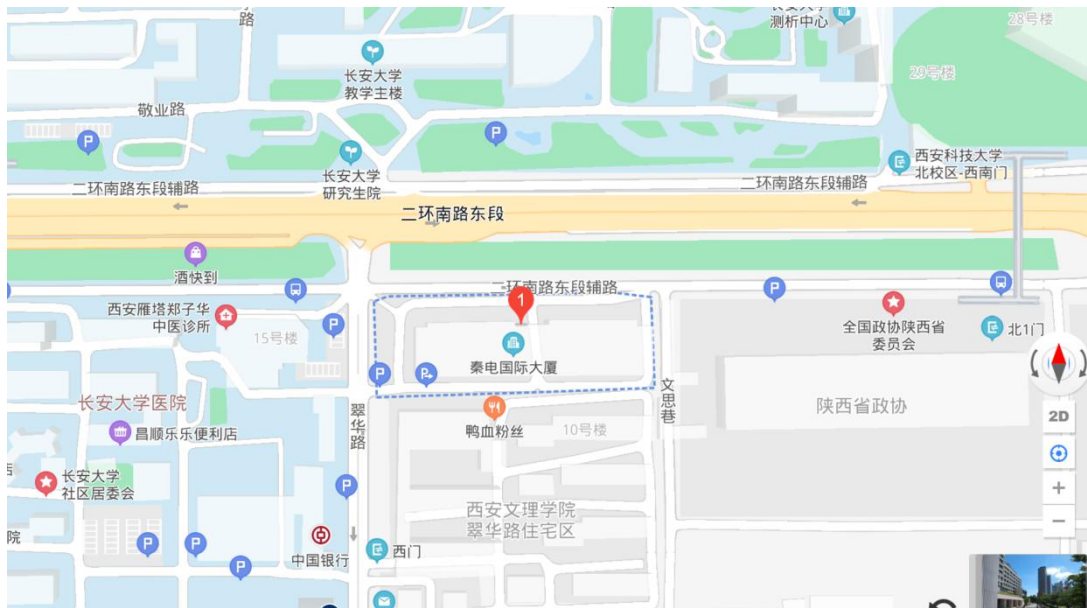 路
长安大学
测析中心
28号楼
29号楼
长安大学
教学主楼
敬业路
P
P
长安大学
研究生院
西安科技大学
北校区-西南门
二环南路东段辅路
二环南路东段辅路
二环南路东段
酒快到
二环南路东段辅路
1
P
西安雁塔郑子华
中医诊所
15号楼
P
全国政协陕西省
委员会
北1门
秦电国际大厦
P
P
文思巷
2D
长安大学医院
翠华路
陕西省政协
昌顺乐乐便利店
鸭血粉丝
10号楼
长安大学
社区居委会
店
P
西安文理学院
翠华路住宅区
院
P
P
P
中国银行
西门